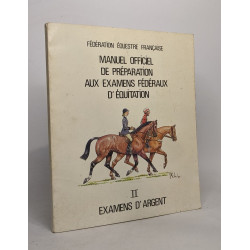 FÉDÉRATION ÉQUESTRE FRANÇAISE
MANUEL OFFICIEL
DE PRÉPARATION
AUX EXAMENS FÉDÉRAUX
D'ÉQUITATION
II
EXAMENS D'ARGENT